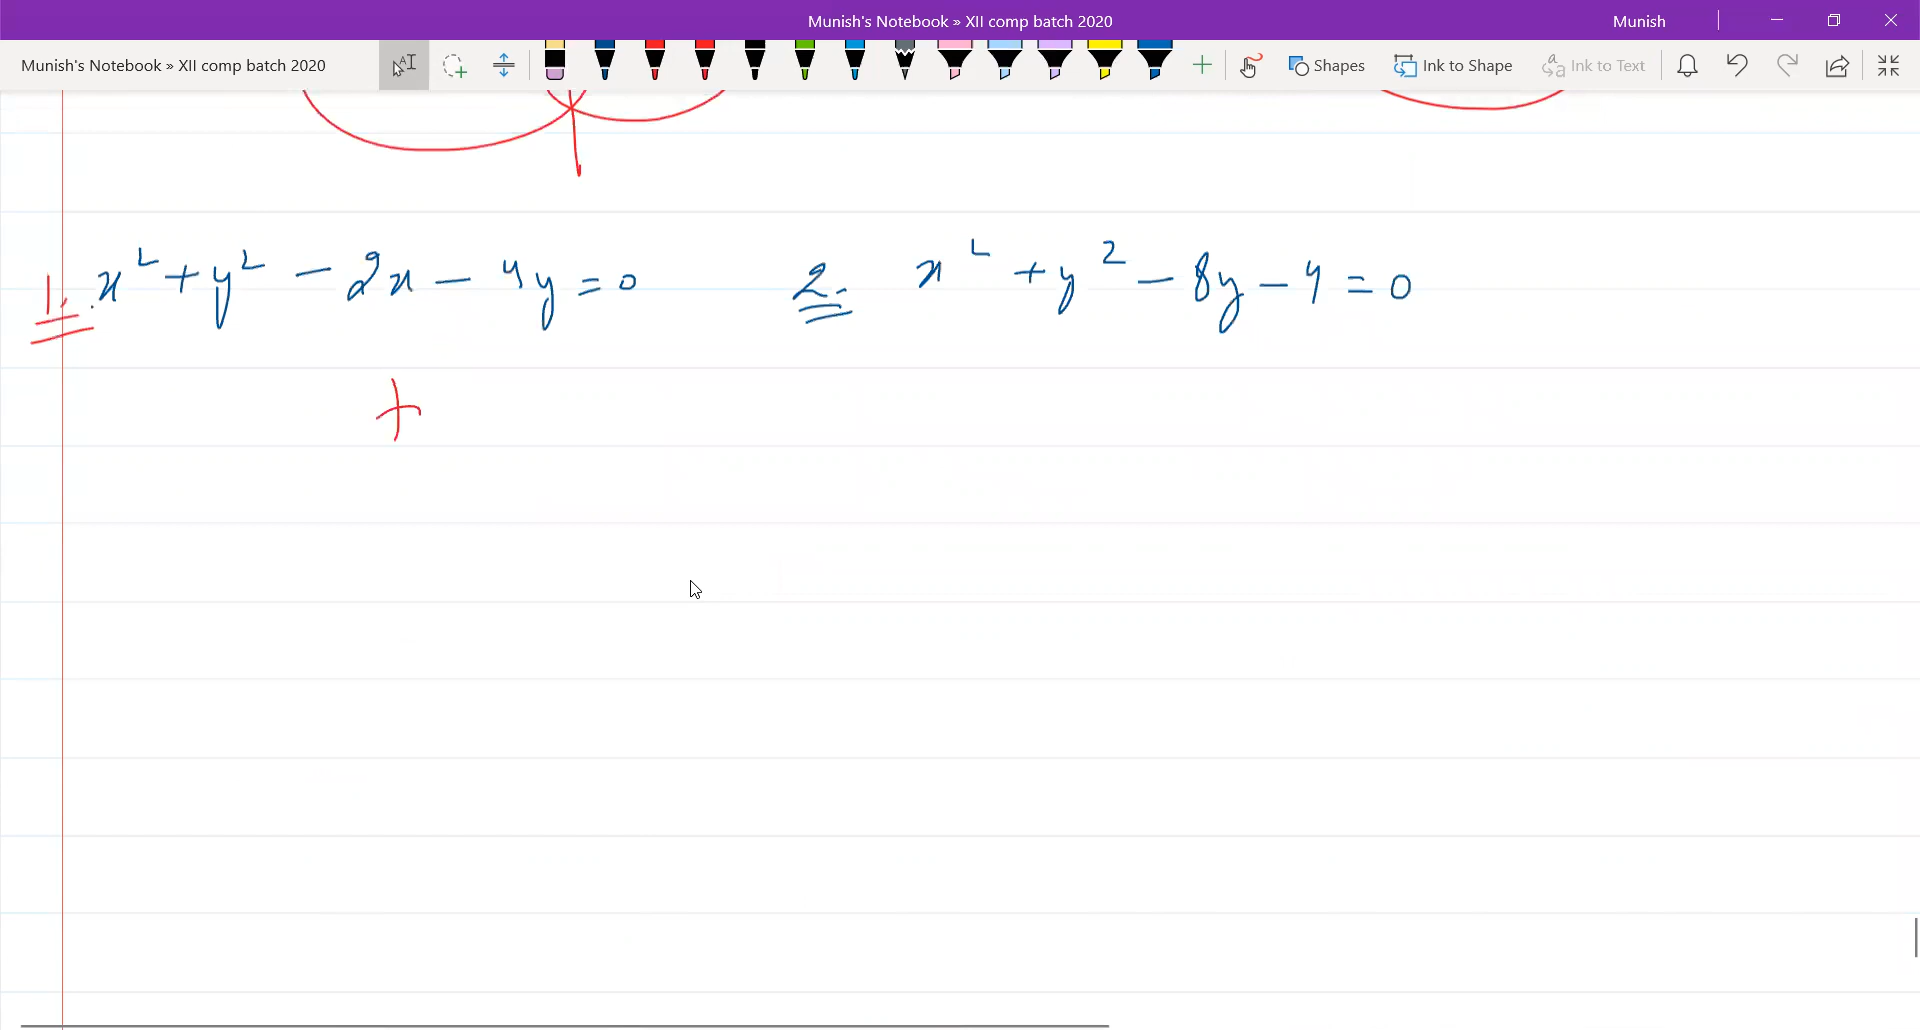 Munish's Notebook » XII comp batch 2020
Munish
Munish's Notebook » XII comp batch 2020
Shapes
Ink to Shape
Ink to Text
1. x² + y² - 2x - 4y = 0
2. x² + y² - 8y - 4 = 0
+